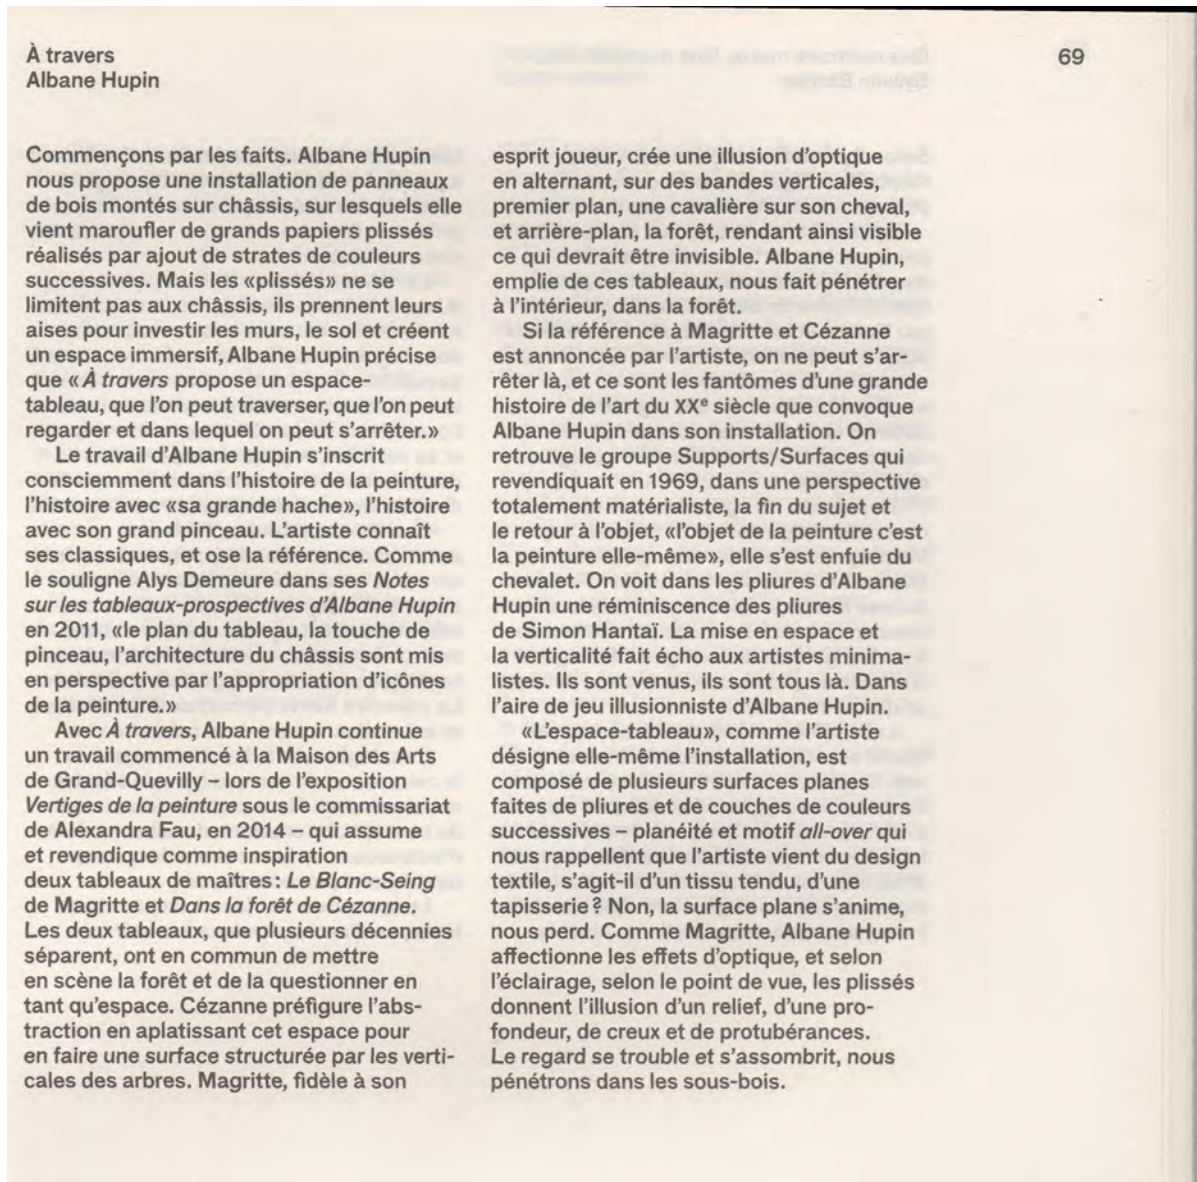 À travers
Albane Hupin
69
Commençons par les faits. Albane Hupin
nous propose une installation de panneaux
de bois montés sur châssis, sur lesquels elle
vient maroufler de grands papiers plissés
réalisés par ajout de strates de couleurs
successives. Mais les «plissés» ne se
limitent pas aux châssis, ils prennent leurs
aises pour investir les murs, le sol et créent
un espace immersif, Albane Hupin précise
que «À travers propose un espace-
tableau, que l’on peut traverser, que l’on peut
regarder et dans lequel on peut s’arrêter.»
Le travail d’Albane Hupin s’inscrit
consciemment dans l’histoire de la peinture,
l’histoire avec «sa grande hache», l’histoire
avec son grand pinceau. L’artiste connaît
ses classiques, et ose la référence. Comme
le souligne Alys Demeure dans ses Notes
sur les tableaux-prospectives d’Albane Hupin
en 2011, «le plan du tableau, la touche de
pinceau, l’architecture du châssis sont mis
en perspective par l’appropriation d’icônes
de la peinture.»
Avec À travers, Albane Hupin continue
un travail commencé à la Maison des Arts
de Grand-Quevilly – lors de l’exposition
Vertiges de la peinture sous le commissariat
de Alexandra Fau, en 2014 – qui assume
et revendique comme inspiration
deux tableaux de maîtres : Le Blanc-Seing
de Magritte et Dans la forêt de Cézanne.
Les deux tableaux, que plusieurs décennies
séparent, ont en commun de mettre
en scène la forêt et de la questionner en
tant qu’espace. Cézanne préfigure l’abs-
traction en aplatissant cet espace pour
en faire une surface structurée par les verti-
cales des arbres. Magritte, fidèle à son
esprit joueur, crée une illusion d’optique
en alternant, sur des bandes verticales,
premier plan, une cavalière sur son cheval,
et arrière-plan, la forêt, rendant ainsi visible
ce qui devrait être invisible. Albane Hupin,
emplie de ces tableaux, nous fait pénétrer
à l’intérieur, dans la forêt.
Si la référence à Magritte et Cézanne
est annoncée par l’artiste, on ne peut s’ar-
rêter là, et ce sont les fantômes d’une grande
histoire de l’art du XXe siècle que convoque
Albane Hupin dans son installation. On
retrouve le groupe Supports/Surfaces qui
revendiquait en 1969, dans une perspective
totalement matérialiste, la fin du sujet et
le retour à l’objet, «l’objet de la peinture c’est
la peinture elle-même», elle s’est enfuie du
chevalet. On voit dans les pliures d’Albane
Hupin une réminiscence des pliures
de Simon Hantaï. La mise en espace et
la verticalité fait écho aux artistes minima-
listes. Ils sont venus, ils sont tous là. Dans
l’aire de jeu illusionniste d’Albane Hupin.
«L’espace-tableau», comme l’artiste
désigne elle-même l’installation, est
composé de plusieurs surfaces planes
faites de pliures et de couches de couleurs
successives – planéité et motif all-over qui
nous rappellent que l’artiste vient du design
textile, s’agit-il d’un tissu tendu, d’une
tapisserie ? Non, la surface plane s’anime,
nous perd. Comme Magritte, Albane Hupin
affectionne les effets d’optique, et selon
l’éclairage, selon le point de vue, les plissés
donnent l’illusion d’un relief, d’une pro-
fondeur, de creux et de protubérances.
Le regard se trouble et s’assombrit, nous
pénétrons dans les sous-bois.